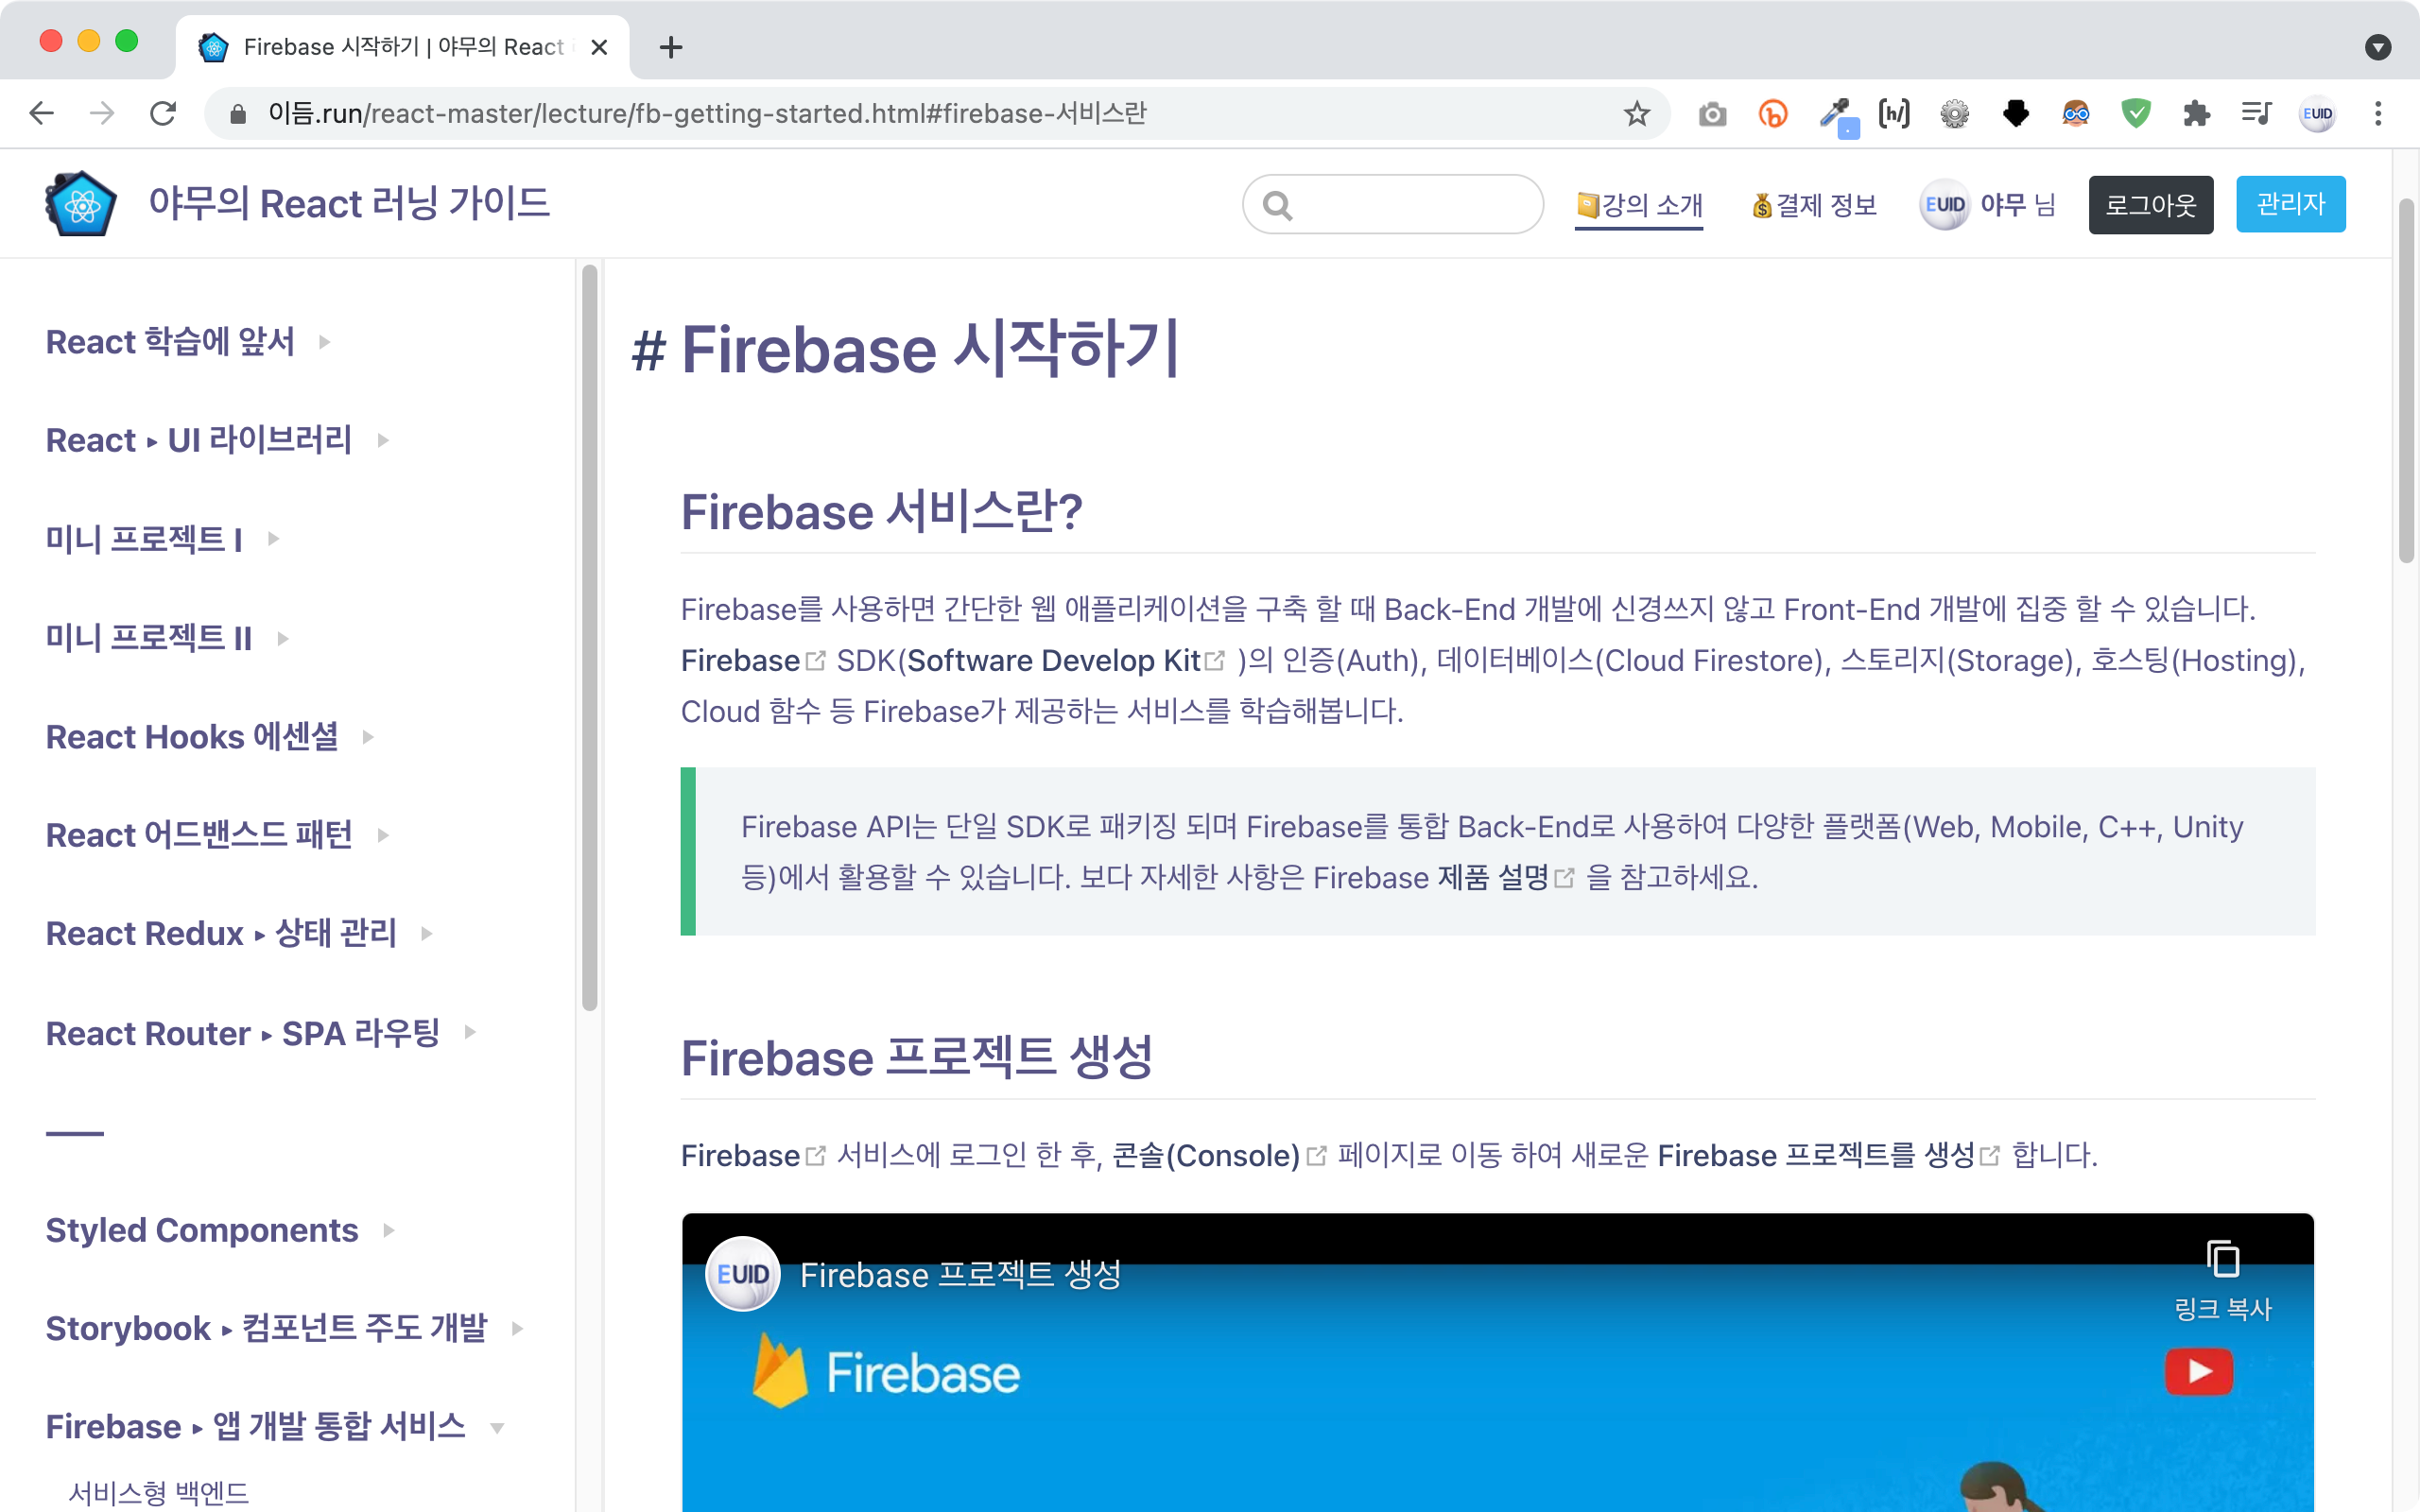 Firebase 시작하기 | 야무의 React
이듬.run/react-master/lecture/fb-getting-started.html#firebase-서비스란
[h/]
EUID
야무의 React 러닝 가이드
강의 소개
결제 정보
EUID 야무 님
로그아웃
관리자
React 학습에 앞서
React ▸ UI 라이브러리
미니 프로젝트 I
미니 프로젝트 II
React Hooks 에센셜
React 어드밴스드 패턴
React Redux ▸ 상태 관리
React Router ▸ SPA 라우팅
Styled Components
Storybook ▸ 컴포넌트 주도 개발
Firebase ▸ 앱 개발 통합 서비스
서비스형 백엔드
# Firebase 시작하기
Firebase 서비스란?
Firebase를 사용하면 간단한 웹 애플리케이션을 구축 할 때 Back-End 개발에 신경쓰지 않고 Front-End 개발에 집중 할 수 있습니다.
Firebase SDK(Software Develop Kit )의 인증(Auth), 데이터베이스(Cloud Firestore), 스토리지(Storage), 호스팅(Hosting),
Cloud 함수 등 Firebase가 제공하는 서비스를 학습해봅니다.
Firebase API는 단일 SDK로 패키징 되며 Firebase를 통합 Back-End로 사용하여 다양한 플랫폼(Web, Mobile, C++, Unity
등)에서 활용할 수 있습니다. 보다 자세한 사항은 Firebase 제품 설명 을 참고하세요.
Firebase 프로젝트 생성
Firebase 서비스에 로그인 한 후, 콘솔(Console) 페이지로 이동 하여 새로운 Firebase 프로젝트를 생성 합니다.
EUID Firebase 프로젝트 생성
링크 복사
Firebase